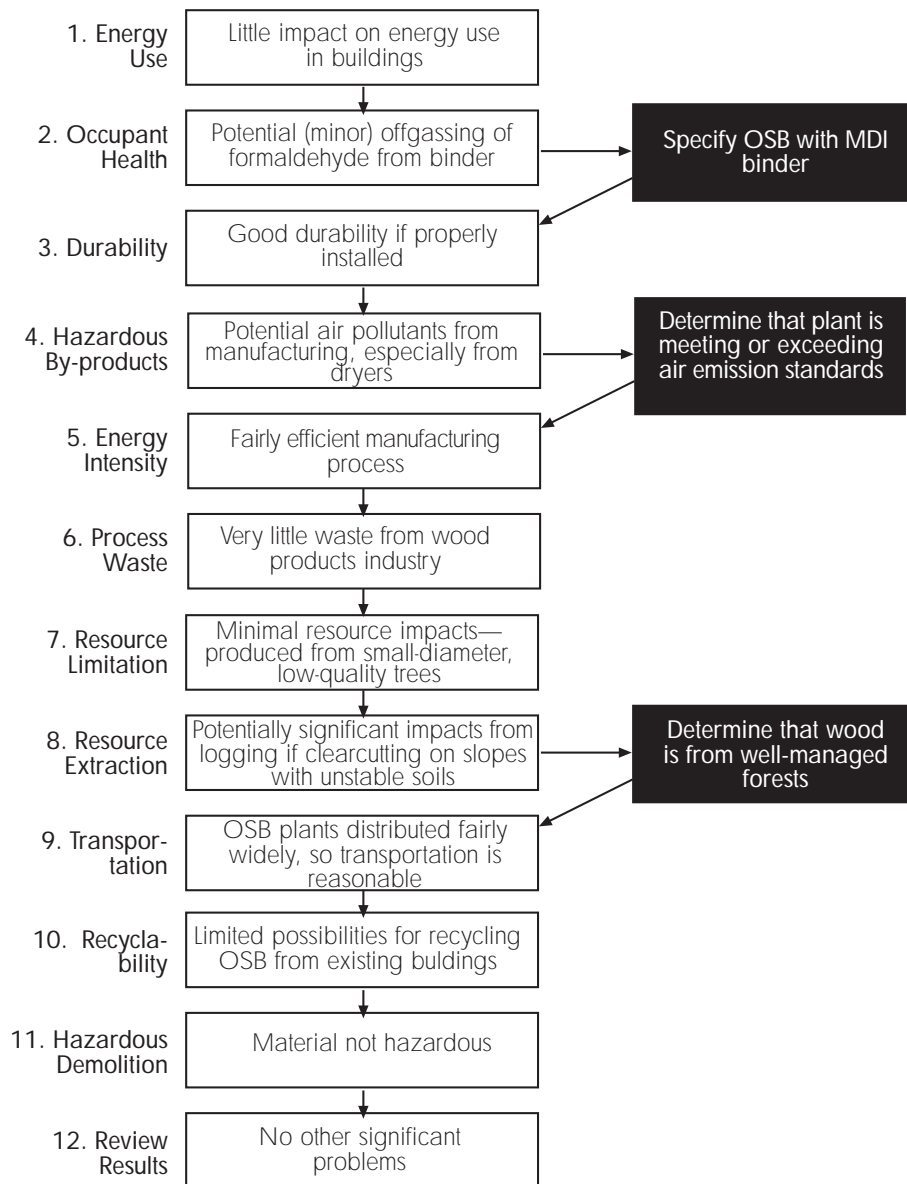 1. Energy
Use
Little impact on energy use
in buildings
2. Occupant
Health
Potential (minor) offgassing of
formaldehyde from binder
Specify OSB with MDI
binder
3. Durability
Good durability if properly
installed
4. Hazardous
By-products
Potential air pollutants from
manufacturing, especially from
dryers
Determine that plant is
meeting or exceeding
air emission standards
5. Energy
Intensity
Fairly efficient manufacturing
process
6. Process
Waste
Very little waste from wood
products industry
7. Resource
Limitation
Minimal resource impacts—
produced from small-diameter,
low-quality trees
8. Resource
Extraction
Potentially significant impacts from
logging if clearcutting on slopes
with unstable soils
Determine that wood
is from well-managed
forests
9. Transpor-
tation
OSB plants distributed fairly
widely, so transportation is
reasonable
10. Recycla-
bility
Limited possibilities for recycling
OSB from existing buldings
11. Hazardous
Demolition
Material not hazardous
12. Review
Results
No other significant
problems